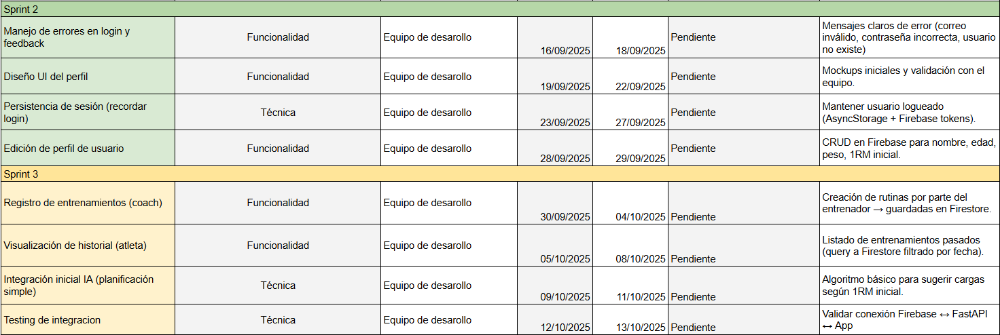 Sprint 2
Manejo de errores en login y
feedback
Funcionalidad
Equipo de desarollo
16/09/2025
18/09/2025
Pendiente
Mensajes claros de error (correo
inválido, contraseña incorrecta, usuario
no existe)
Diseño UI del perfil
Funcionalidad
Equipo de desarollo
19/09/2025
22/09/2025
Pendiente
Mockups iniciales y validación con el
equipo.
Persistencia de sesión (recordar
login)
Técnica
Equipo de desarollo
23/09/2025
27/09/2025
Pendiente
Mantener usuario logueado
(AsyncStorage + Firebase tokens).
Edición de perfil de usuario
Funcionalidad
Equipo de desarollo
28/09/2025
29/09/2025
Pendiente
CRUD en Firebase para nombre, edad,
peso, 1RM inicial.
Sprint 3
Registro de entrenamientos (coach)
Funcionalidad
Equipo de desarollo
30/09/2025
04/10/2025
Pendiente
Creación de rutinas por parte del
entrenador → guardadas en Firestore.
Visualización de historial (atleta)
Funcionalidad
Equipo de desarollo
05/10/2025
08/10/2025
Pendiente
Listado de entrenamientos pasados
(query a Firestore filtrado por fecha).
Integración inicial IA (planificación
simple)
Técnica
Equipo de desarollo
09/10/2025
11/10/2025
Pendiente
Algoritmo básico para sugerir cargas
según 1RM inicial.
Testing de integracion
Técnica
Equipo de desarollo
12/10/2025
13/10/2025
Pendiente
Validar conexión Firebase ↔ FastAPI
↔ App